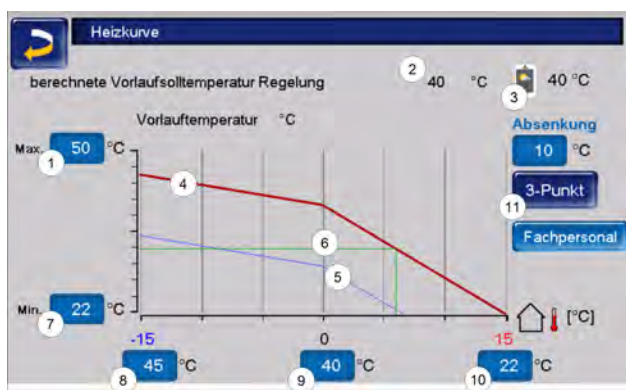 Heizkurve
berechnete Vorlaufsolltemperatur Regelung 2 40 °C 3 40 °C
Vorlauftemperatur °C
Absenkung
Max. 1 50 °C
10 °C
4
3-Punkt
11
6
Fachpersonal
5
Min. 7 22 °C
[°C]
-15 0 15
8 45 °C 9 40 °C 10 22 °C